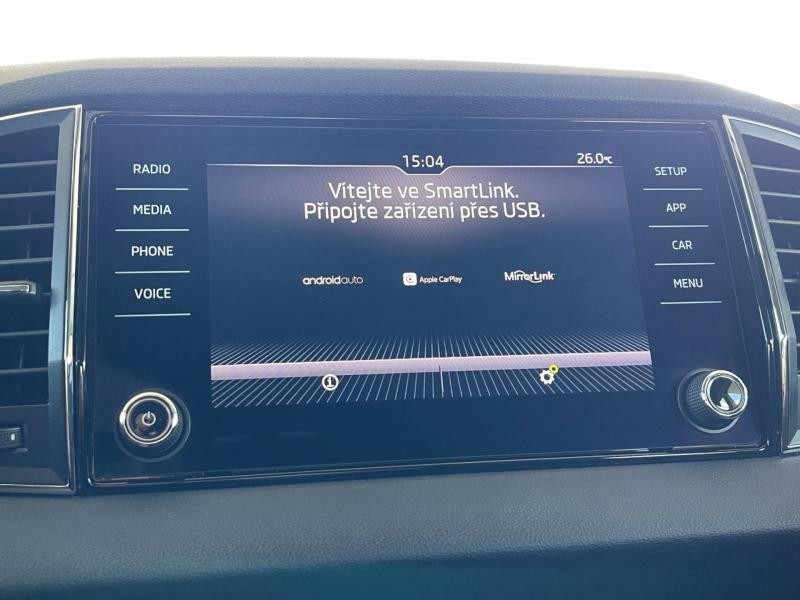 15:04
26.0°C
Vítejte ve SmartLink.
Připojte zařízení přes USB.
androidauto
Apple CarPlay
MirrorLink
RADIO
MEDIA
PHONE
VOICE
SETUP
APP
CAR
MENU